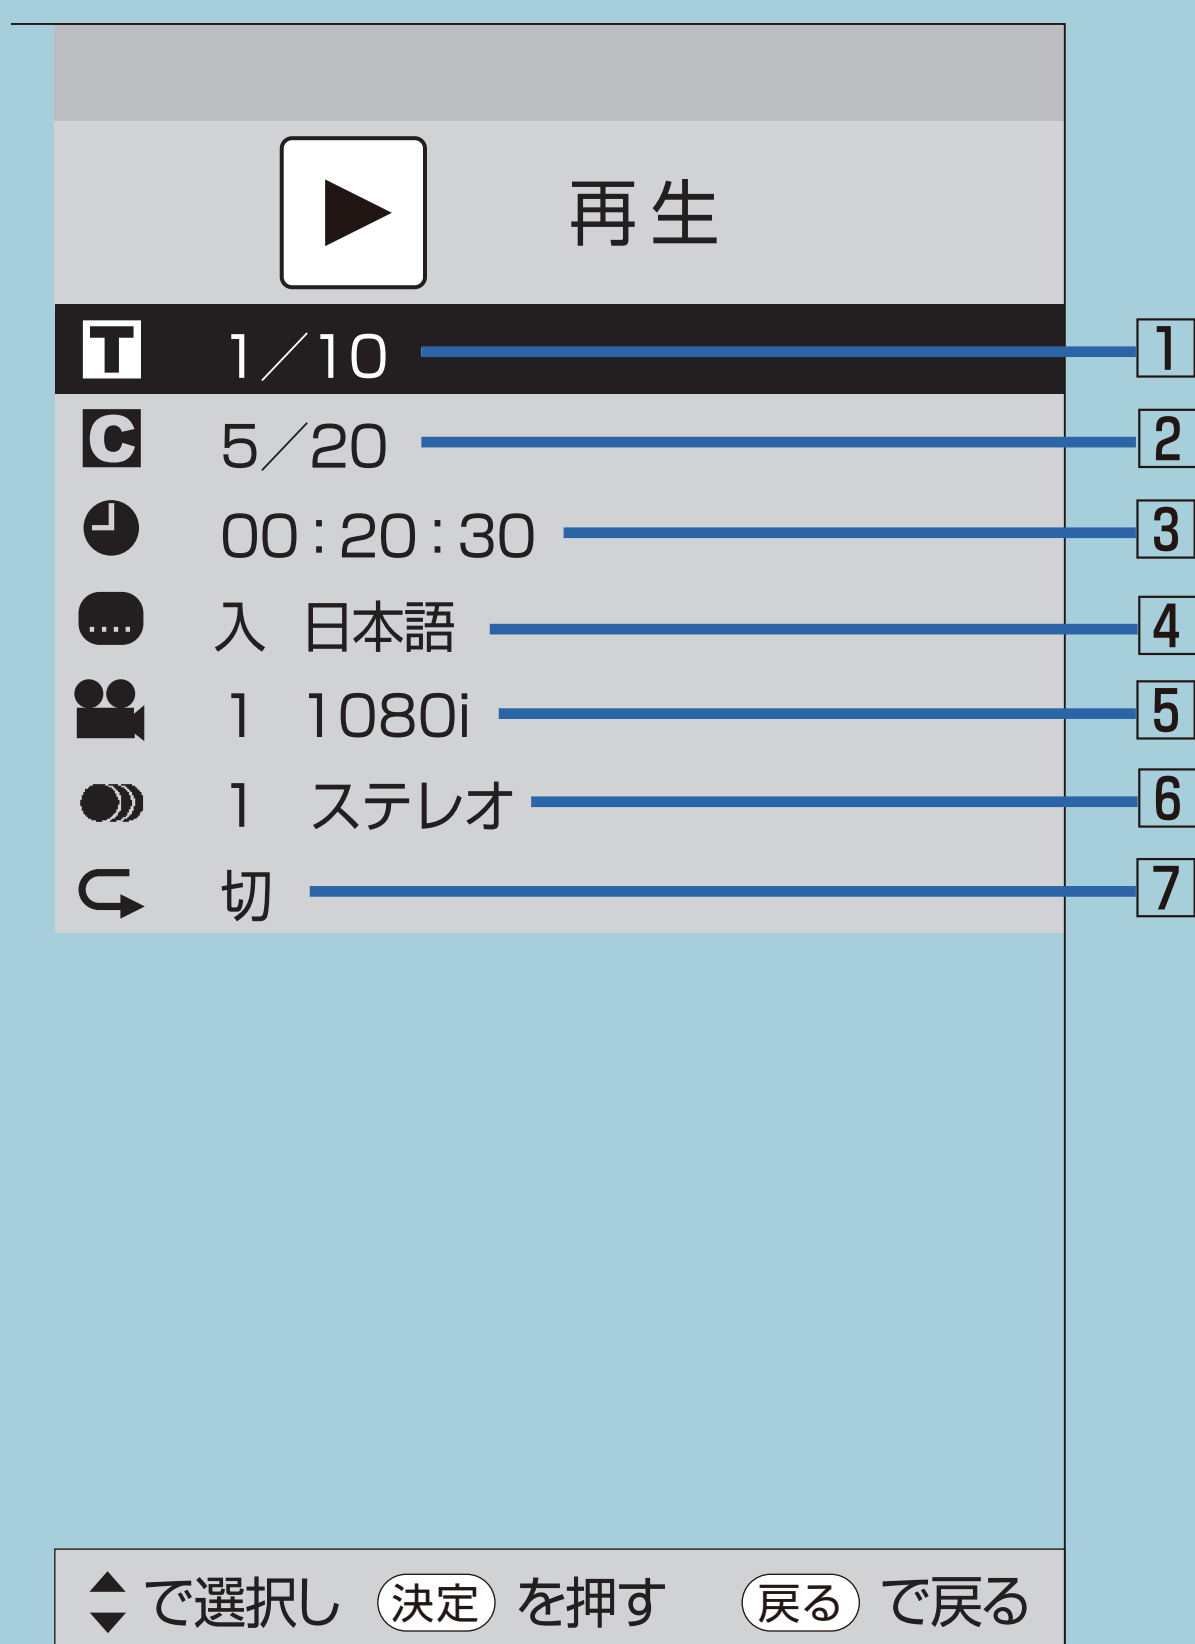 再生
T 1／10 1
C 5／20 2
00：20：30 3
入 日本語 4
1 1080i 5
1 ステレオ 6
切 7
で選択し 決定 を押す 戻る で戻る